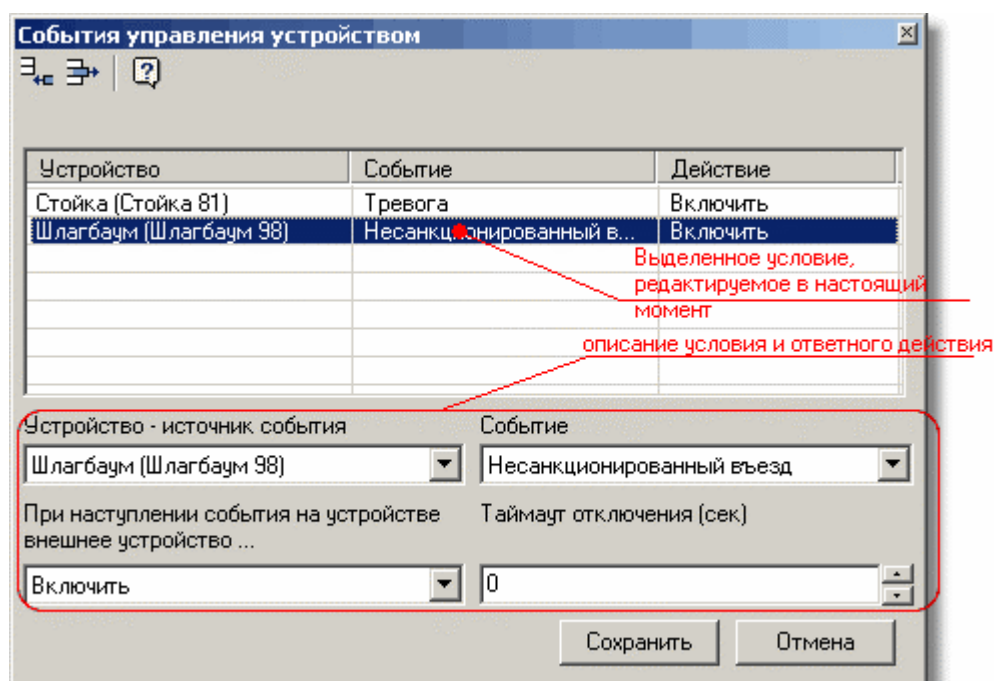 События управления устройством
Устройство Событие Действие
Стойка (Стойка 81) Тревога Включить
Шлагбаум (Шлагбаум 98) Несанкционированный в... Включить
Выделенное условие,
редактируемое в настоящий
момент
описание условия и ответного действия
Устройство - источник события Событие
Шлагбаум (Шлагбаум 98) Несанкционированный въезд
При наступлении события на устройстве Таймаут отключения (сек)
внешнее устройство ...
Включить 0
Сохранить Отмена